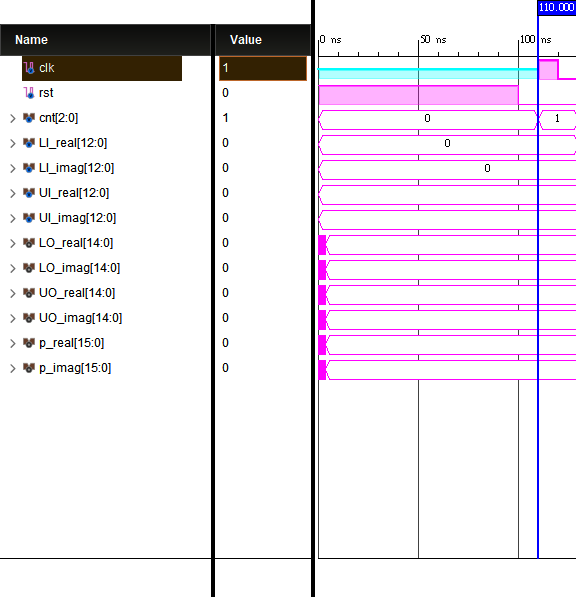 110.000
Name Value
0 ns 50 ns 100 ns
clk 1
rst 0
cnt[2:0] 1 0 1
LI_real[12:0] 0 0
LI_imag[12:0] 0 0
UI_real[12:0] 0
UI_imag[12:0] 0
LO_real[14:0] 0
LO_imag[14:0] 0
UO_real[14:0] 0
UO_imag[14:0] 0
p_real[15:0] 0
p_imag[15:0] 0